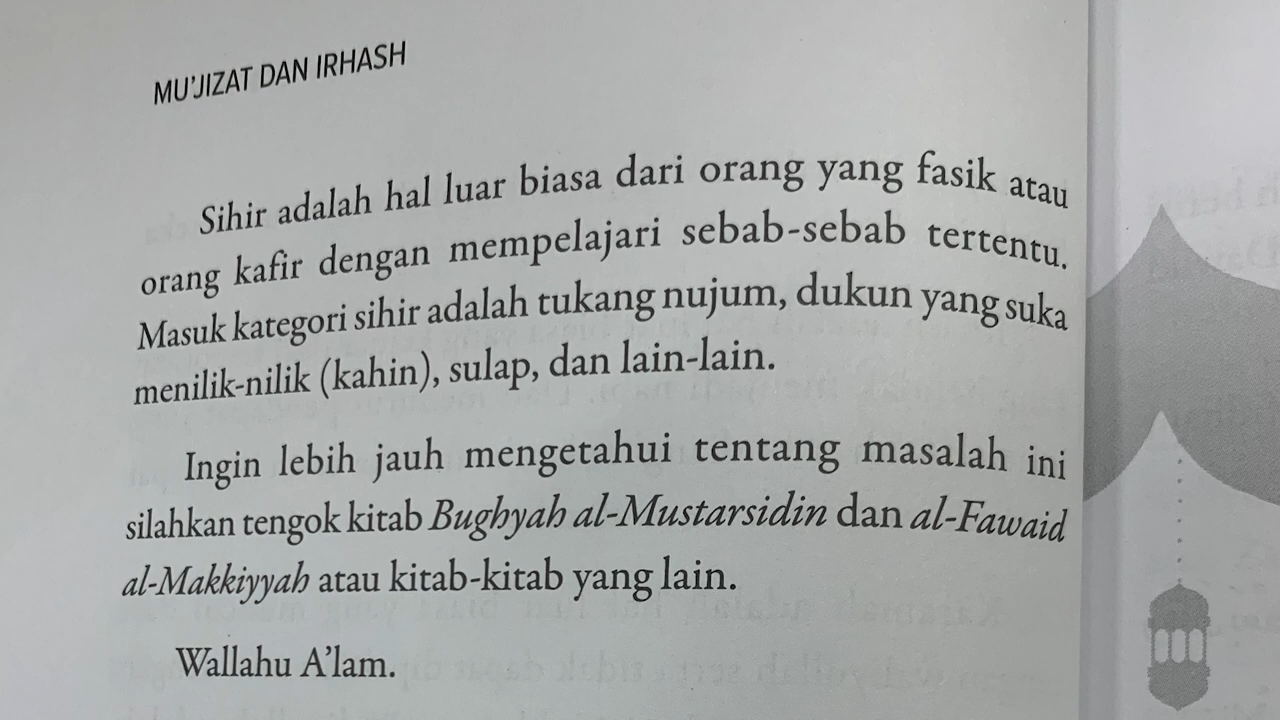 MU'JIZAT DAN IRHASH
Sihir adalah hal luar biasa dari orang yang fasik atau
orang kafir dengan mempelajari sebab-sebab tertentu.
Masuk kategori sihir adalah tukang nujum, dukun yang suka
menilik-nilik (kahin), sulap, dan lain-lain.
Ingin lebih jauh mengetahui tentang masalah ini
silahkan tengok kitab Bughyah al-Mustarsidin dan al-Fawaid
al-Makkiyyah atau kitab-kitab yang lain.
Wallahu A'lam.